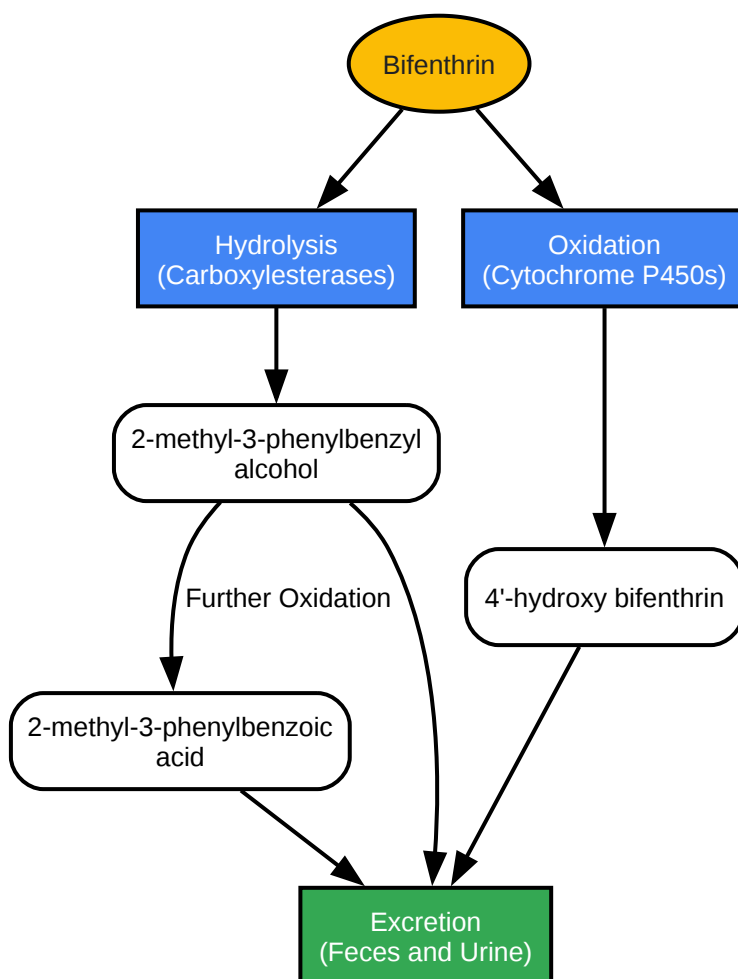 Bifenthrin
Hydrolysis
(Carboxylesterases)
Oxidation
(Cytochrome P450s)
2-methyl-3-phenylbenzyl
alcohol
Further Oxidation
4'-hydroxy bifenthrin
2-methyl-3-phenylbenzoic
acid
Excretion
(Feces and Urine)